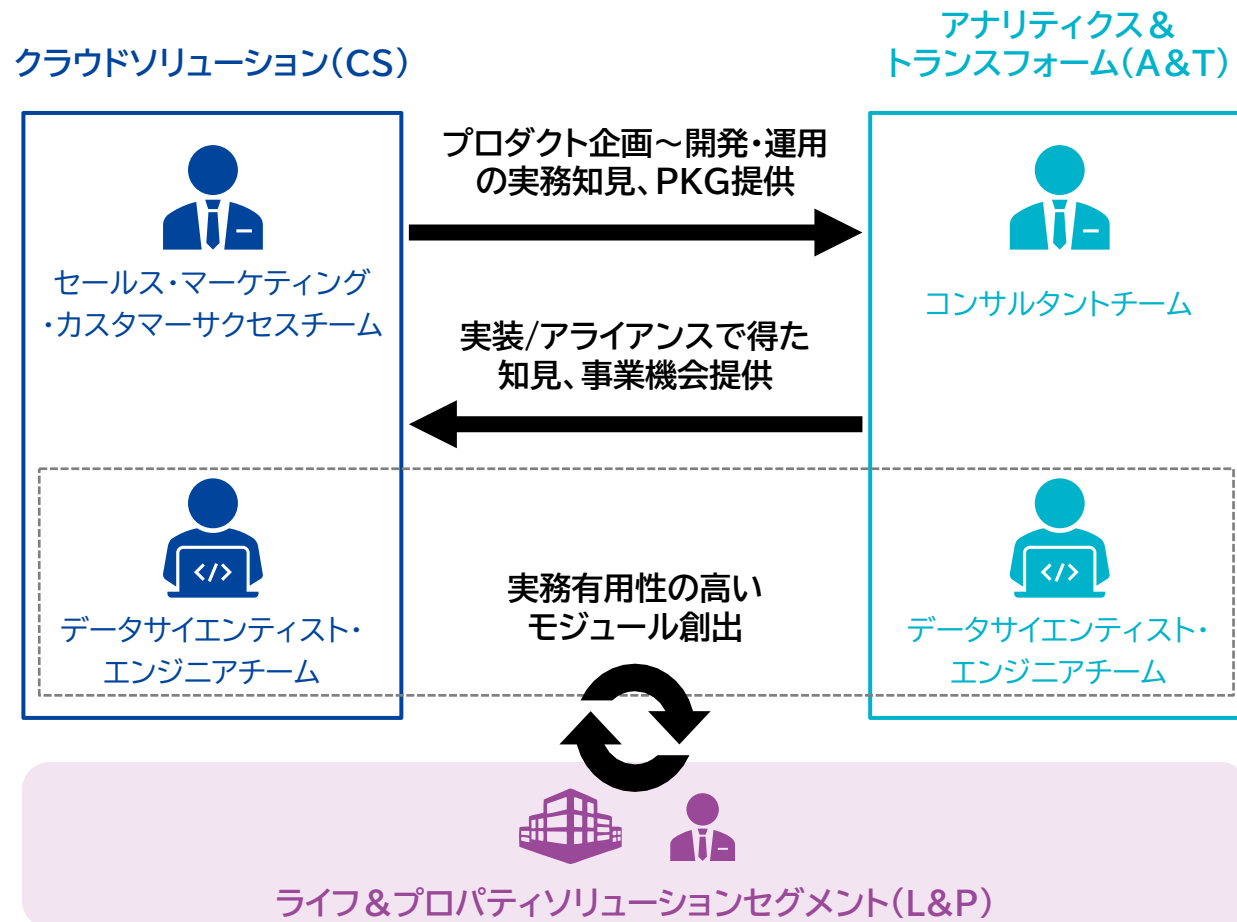 クラウドソリューション(CS)
アナリティクス&
トランスフォーム(A&T)
プロダクト企画～開発・運用
の実務知見、PKG提供
セールス・マーケティング
・カスタマーサクセスチーム
コンサルタントチーム
実装/アライアンスで得た
知見、事業機会提供
</>
</>
実務有用性の高い
モジュール創出
データサイエンティスト・
エンジニアチーム
データサイエンティスト・
エンジニアチーム
ライフ&プロパティソリューションセグメント(L&P)